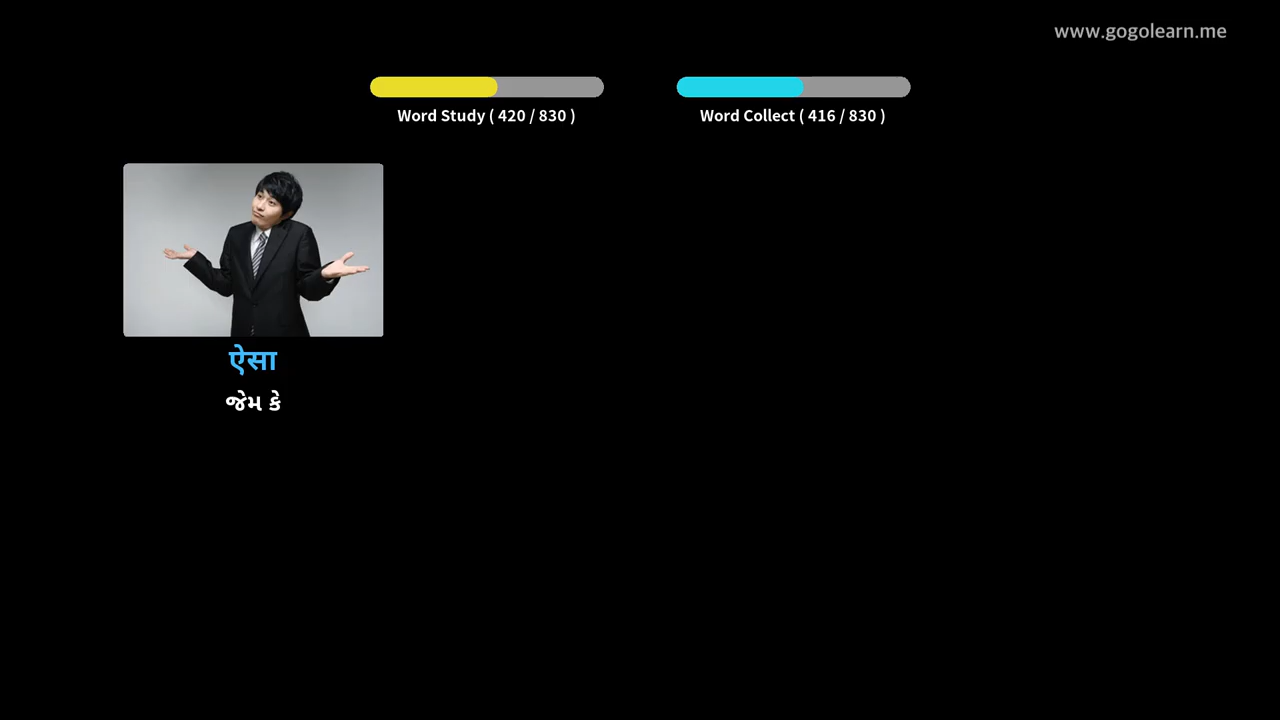 www.gogolearn.me
Word Study ( 420 / 830 )
Word Collect ( 416 / 830 )
ऐसा
જેમ કે